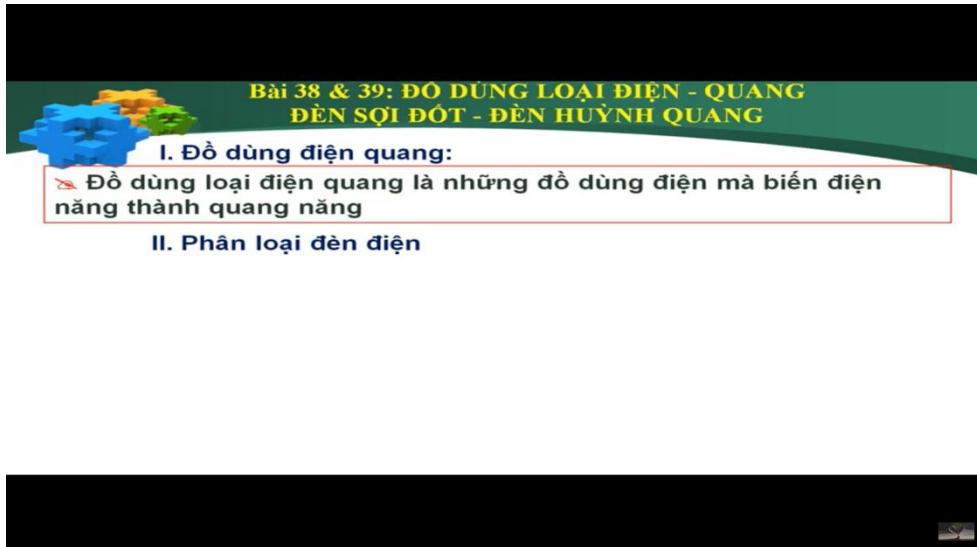 Bài 38 & 39: ĐỒ DÙNG LOẠI ĐIỆN - QUANG
ĐÈN SỢI ĐỐT - ĐÈN HUỲNH QUANG
I. Đồ dùng điện quang:
Đồ dùng loại điện quang là những đồ dùng điện mà biến điện
năng thành quang năng
II. Phân loại đèn điện